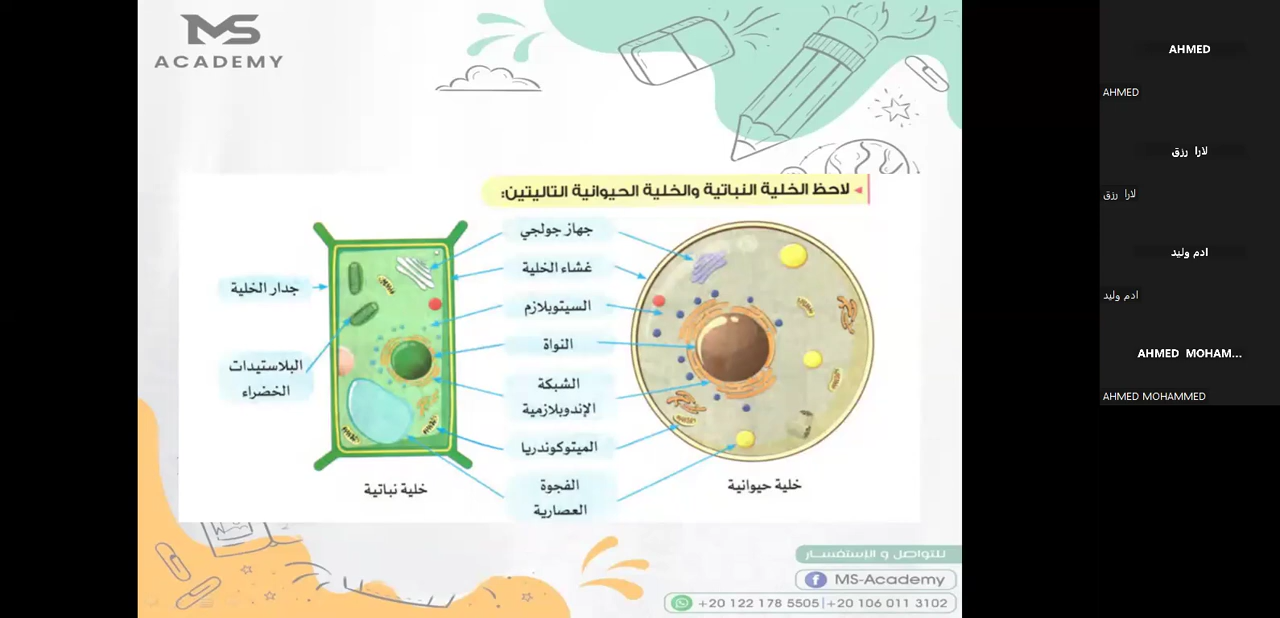 MS
ACADEMY
لاحظ الخلية النباتية والخلية الحيوانية التاليتين:
جهاز جولجي
غشاء الخلية
السيتوبلازم
النواة
الشبكة
الإندوبلازمية
الميتوكوندريا
الفجوة
العصارية
جدار الخلية
البلاستيدات
الخضراء
خلية حيوانية
خلية نباتية
للتواصل و الإستفسار
MS-Academy
+20 122 178 5505|+20 106 011 3102
AHMED
AHMED
لارا رزق
لارا رزق
ادم وليد
ادم وليد
AHMED MOHAM...
AHMED MOHAMMED